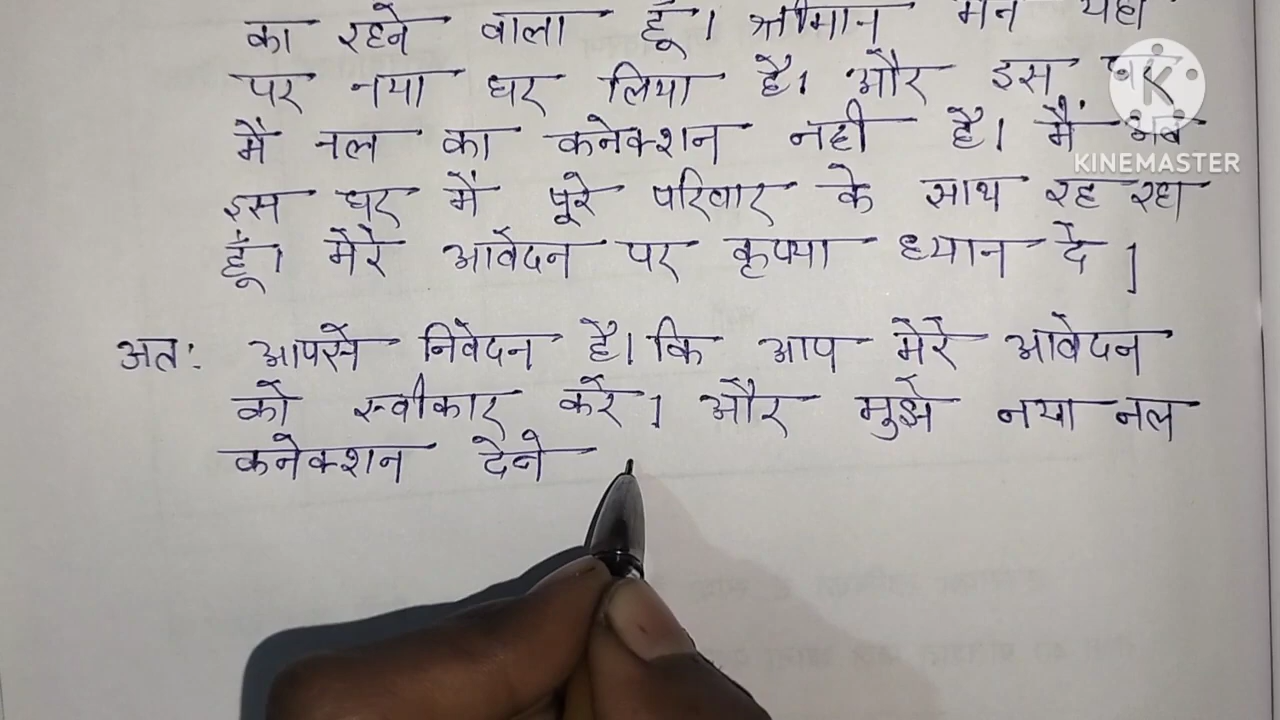 का रहने वाला हूँ। श्रीमान मैंने यहाँ
पर नया घर लिया है। और इस घर
में नल का कनेक्शन नही है। मैं अब
KINEMASTER
इस घर में पूरे परिवार के साथ रह रहा
हूं। मेरे आवेदन पर कृपया ध्यान दे।
अत: आपसे निवेदन है। कि आप मेरे आवेदन
को स्वीकार करें। और मुझे नया नल
कनेक्शन देने